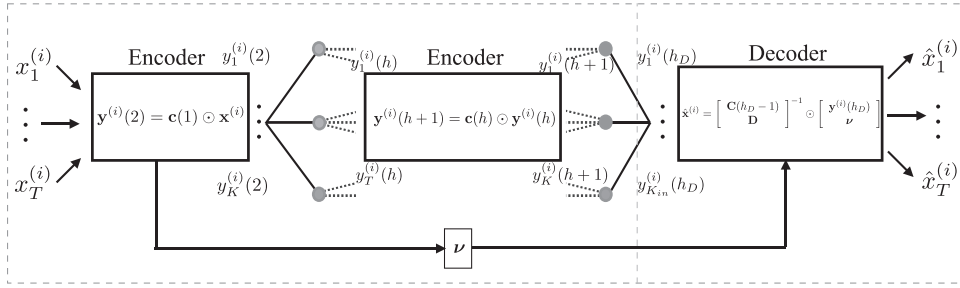 Encoder
Encoder
Decoder
x_1^{(i)}
⋮
x_T^{(i)}
y^{(i)}(2) = c(1) ⊙ x^{(i)}
y_1^{(i)}(2)
⋮
y_K^{(i)}(2)
y_1^{(i)}(h)
y_T^{(i)}(h)
y^{(i)}(h+1) = c(h) ⊙ y^{(i)}(h)
y_1^{(i)}(h+1)
y_K^{(i)}(h+1)
y_1^{(i)}(h_D)
⋮
y_{K_{in}}^{(i)}(h_D)
x̂^{(i)} = [ C(h_D−1) D ]^{−1} ⊙ [ y^{(i)}(h_D) ν ]
x̂_1^{(i)}
⋮
x̂_T^{(i)}
ν